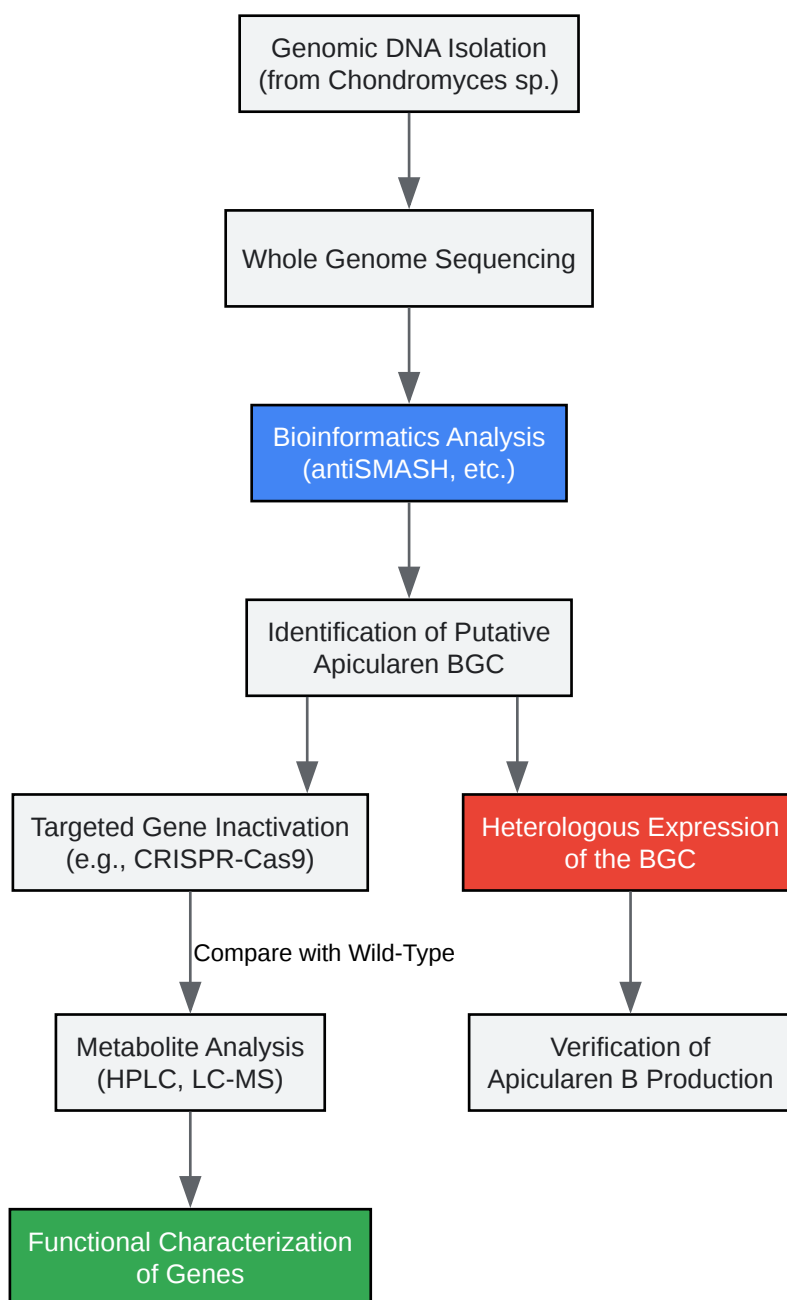 Genomic DNA Isolation
(from Chondromyces sp.)
Whole Genome Sequencing
Bioinformatics Analysis
(antiSMASH, etc.)
Identification of Putative
Apicularen BGC
Targeted Gene Inactivation
(e.g., CRISPR-Cas9)
Heterologous Expression
of the BGC
Compare with Wild-Type
Metabolite Analysis
(HPLC, LC-MS)
Verification of
Apicularen B Production
Functional Characterization
of Genes